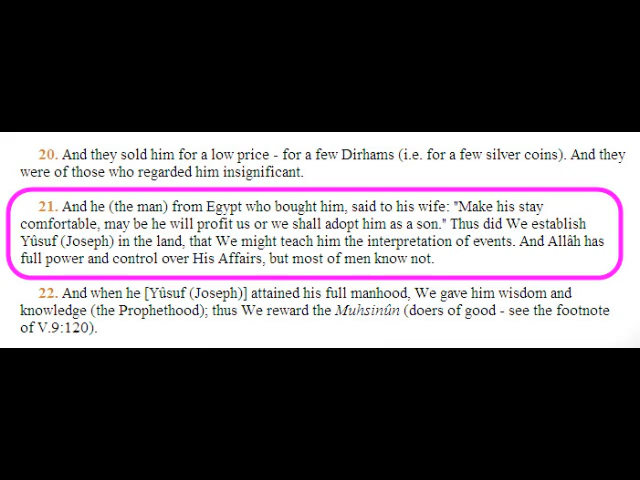 20. And they sold him for a low price - for a few Dirhams (i.e. for a few silver coins). And they
were of those who regarded him insignificant.
21. And he (the man) from Egypt who bought him, said to his wife: "Make his stay
comfortable, may be he will profit us or we shall adopt him as a son." Thus did We establish
Yûsuf (Joseph) in the land, that We might teach him the interpretation of events. And Allâh has
full power and control over His Affairs, but most of men know not.
22. And when he [Yûsuf (Joseph)] attained his full manhood, We gave him wisdom and
knowledge (the Prophethood); thus We reward the Muhsinûn (doers of good - see the footnote
of V.9:120).